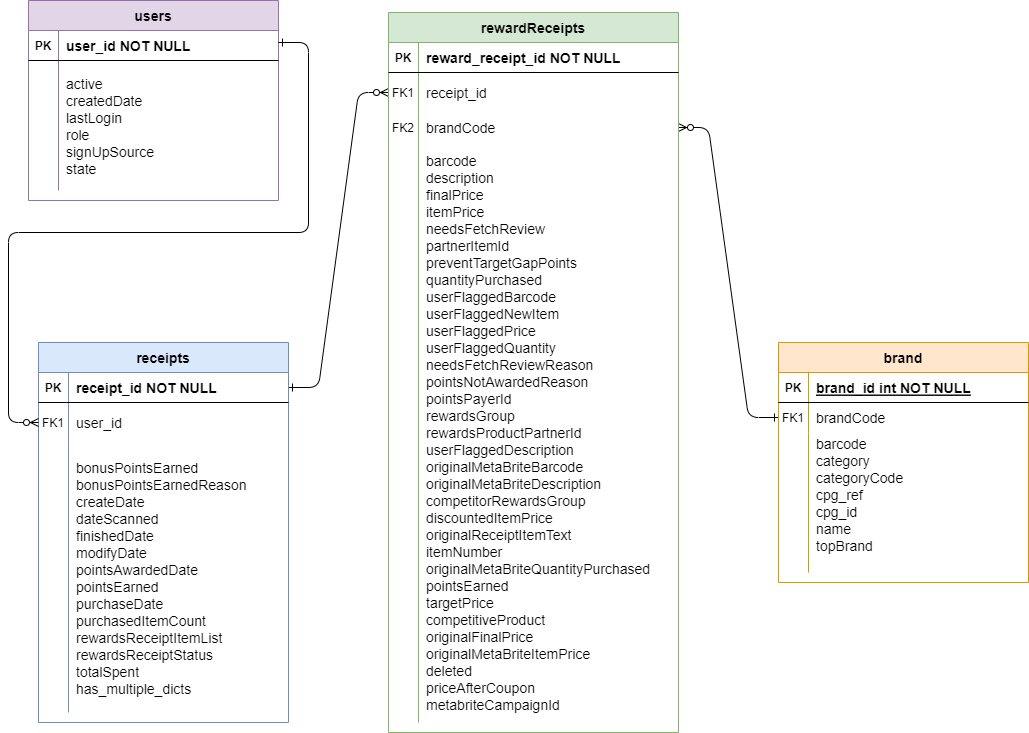 users
PK user_id NOT NULL
active
createdDate
lastLogin
role
signUpSource
state
receipts
PK receipt_id NOT NULL
FK1 user_id
bonusPointsEarned
bonusPointsEarnedReason
createDate
dateScanned
finishedDate
modifyDate
pointsAwardedDate
pointsEarned
purchaseDate
purchasedItemCount
rewardsReceiptItemList
rewardsReceiptStatus
totalSpent
has_multiple_dicts
rewardReceipts
PK reward_receipt_id NOT NULL
FK1 receipt_id
FK2 brandCode
barcode
description
finalPrice
itemPrice
needsFetchReview
partnerItemId
preventTargetGapPoints
quantityPurchased
userFlaggedBarcode
userFlaggedNewItem
userFlaggedPrice
userFlaggedQuantity
needsFetchReviewReason
pointsNotAwardedReason
pointsPayerId
rewardsGroup
rewardsProductPartnerId
userFlaggedDescription
originalMetaBriteBarcode
originalMetaBriteDescription
competitorRewardsGroup
discountedItemPrice
originalReceiptItemText
itemNumber
originalMetaBriteQuantityPurchased
pointsEarned
targetPrice
competitiveProduct
originalFinalPrice
originalMetaBriteItemPrice
deleted
priceAfterCoupon
metabriteCampaignId
brand
PK brand_id int NOT NULL
FK1 brandCode
barcode
category
categoryCode
cpg_ref
cpg_id
name
topBrand